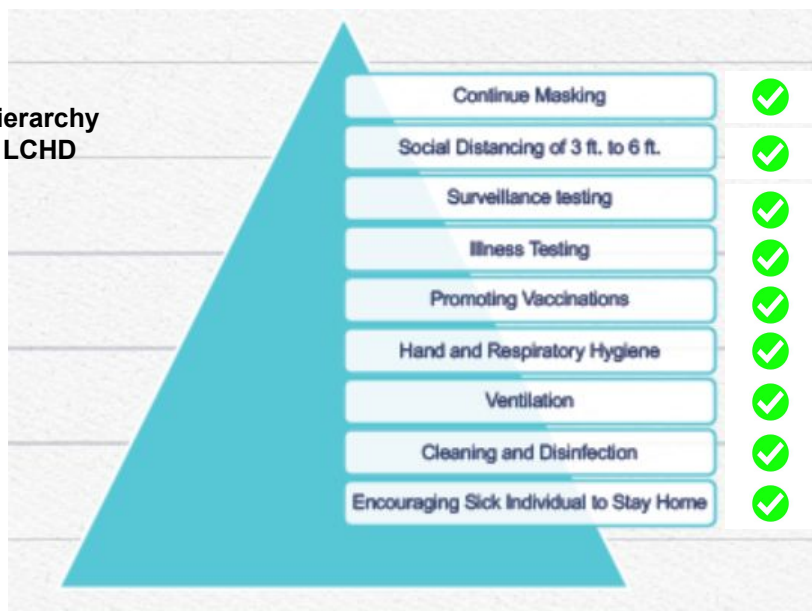 ierarchy
LCHD
Continue Masking
Social Distancing of 3 ft. to 6 ft.
Surveillance testing
Illness Testing
Promoting Vaccinations
Hand and Respiratory Hygiene
Ventilation
Cleaning and Disinfection
Encouraging Sick Individual to Stay Home